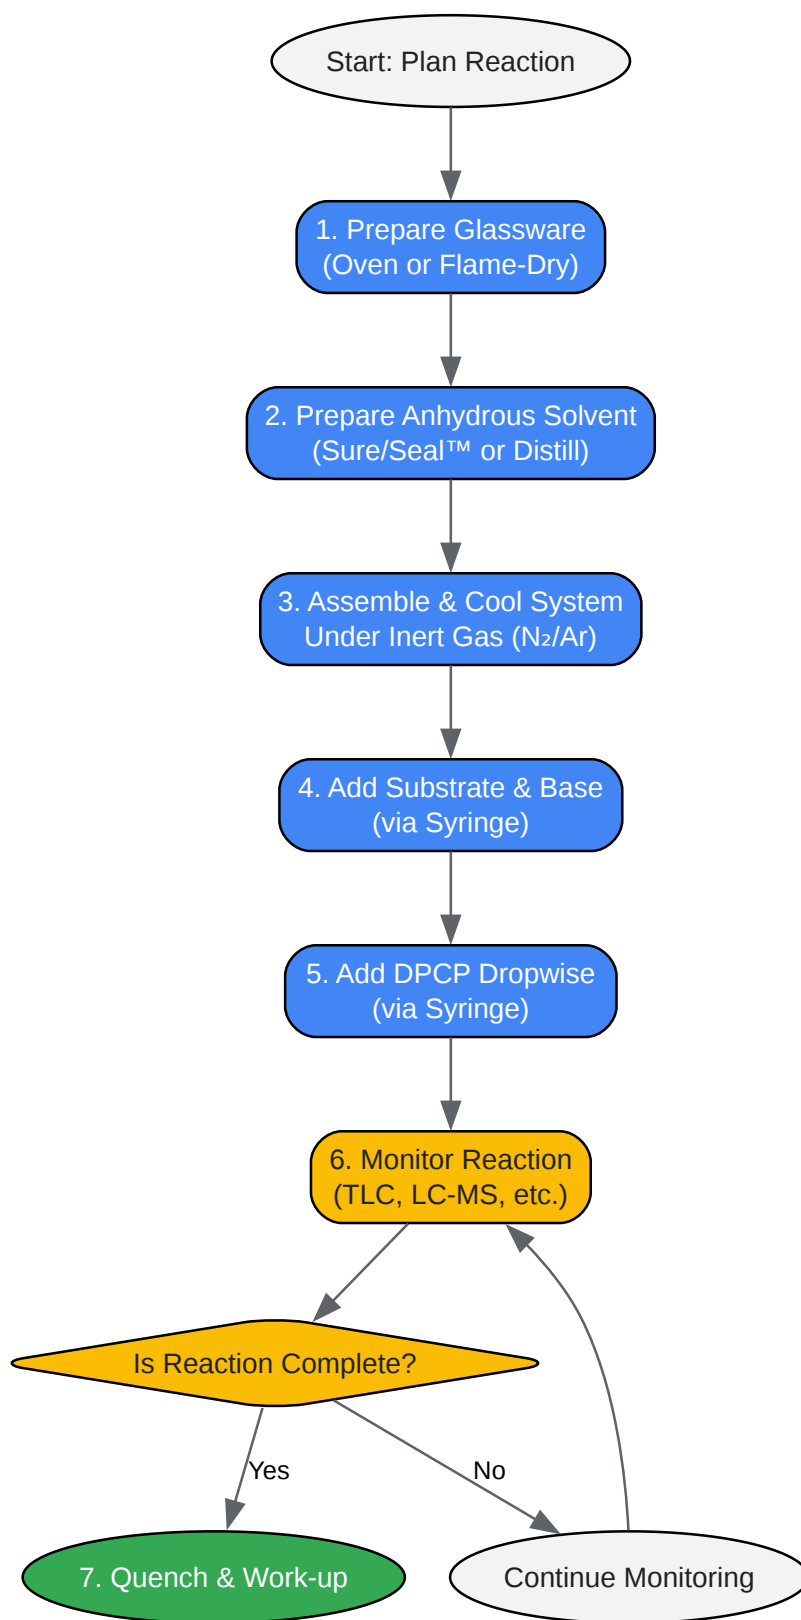 Start: Plan Reaction
1. Prepare Glassware
(Oven or Flame-Dry)
2. Prepare Anhydrous Solvent
(Sure/Seal™ or Distill)
3. Assemble & Cool System
Under Inert Gas (N₂/Ar)
4. Add Substrate & Base
(via Syringe)
5. Add DPCP Dropwise
(via Syringe)
6. Monitor Reaction
(TLC, LC-MS, etc.)
Is Reaction Complete?
Yes
No
7. Quench & Work-up
Continue Monitoring